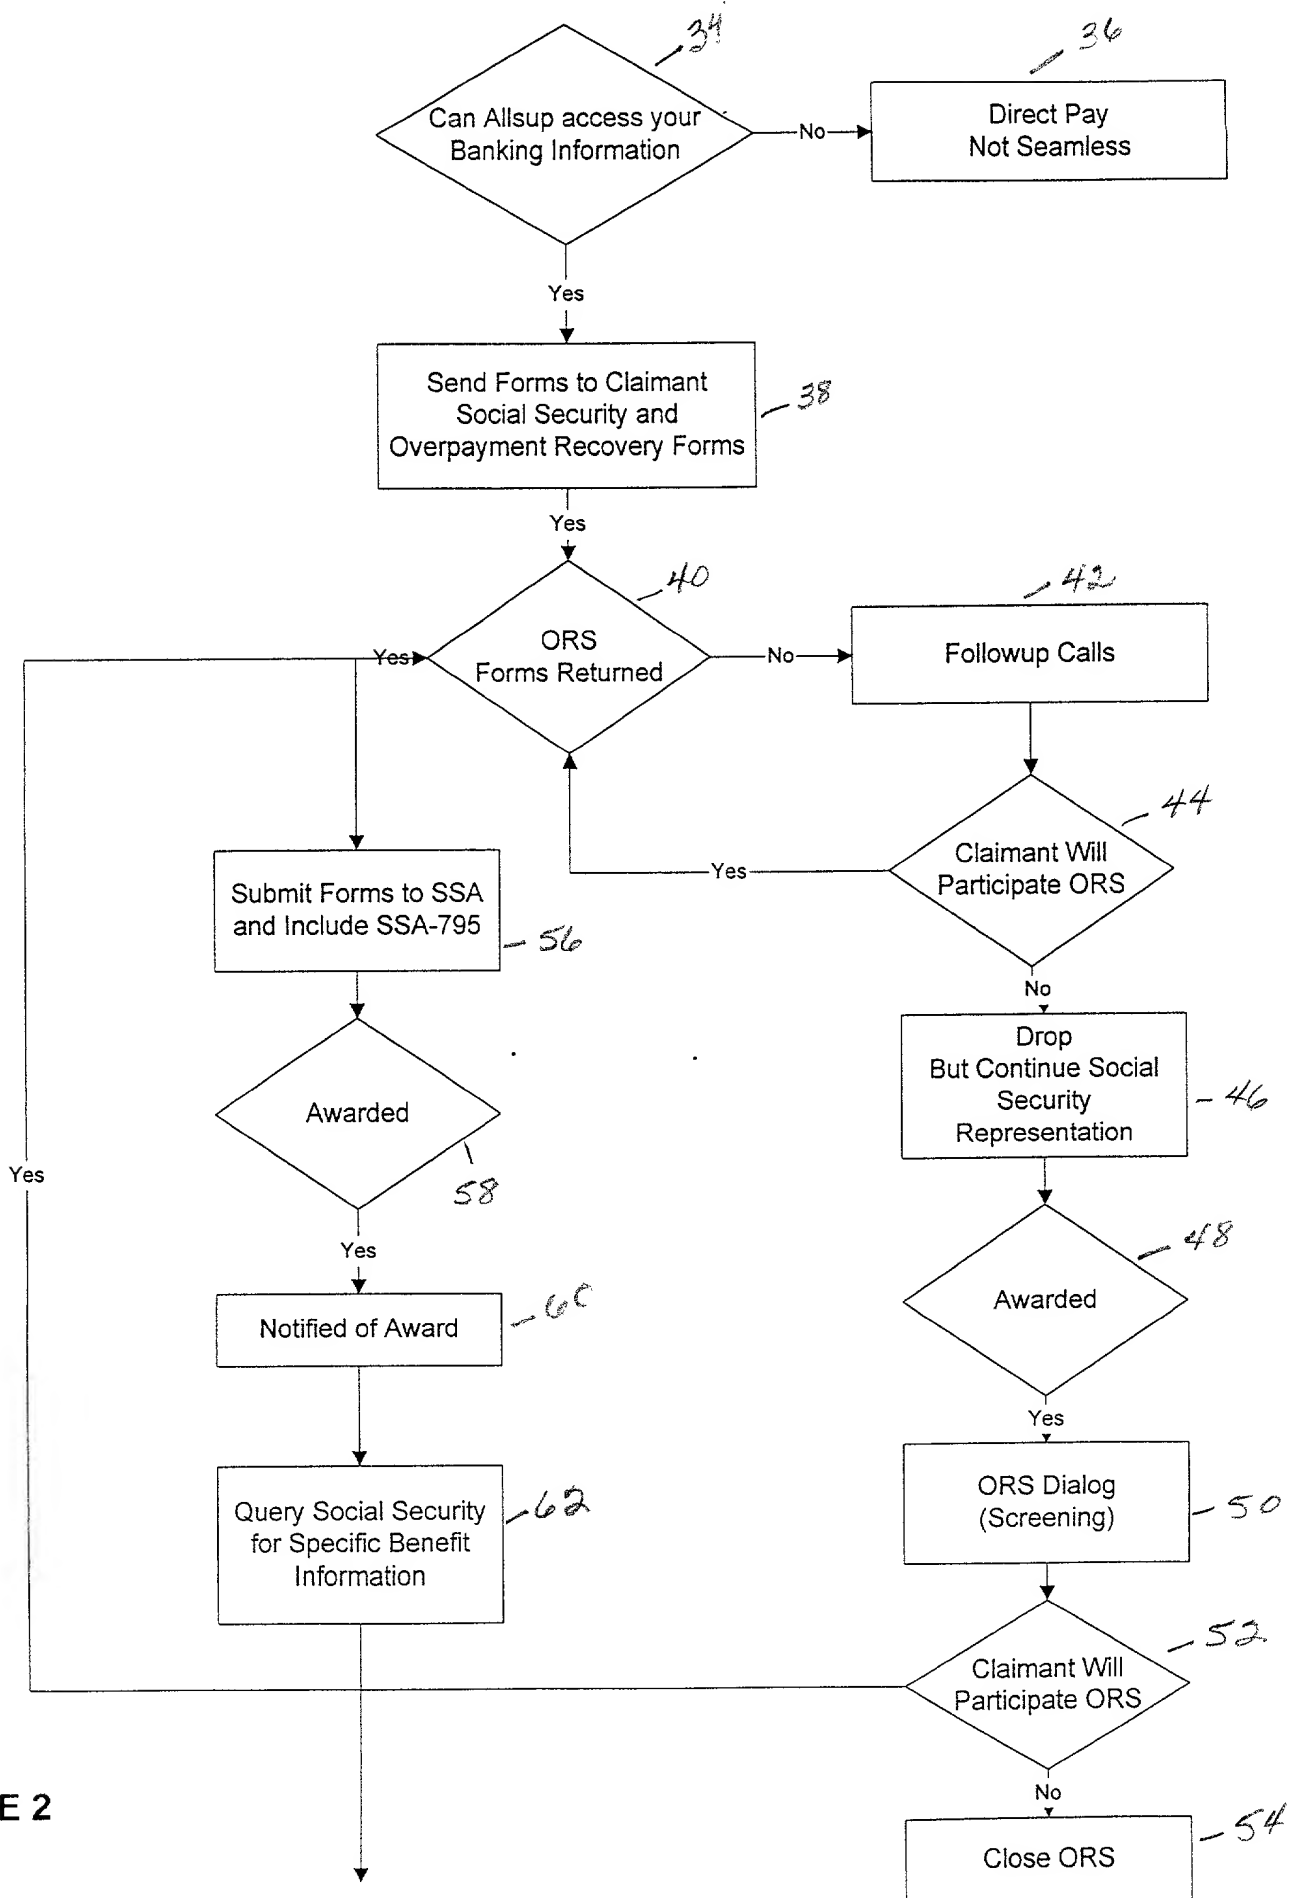 34
36
Can Allsup access your
Banking Information
No
Direct Pay
Not Seamless
Yes
Send Forms to Claimant
Social Security and
Overpayment Recovery Forms
38
Yes
40
42
ORS
Forms Returned
Yes
No
Followup Calls
44
Claimant Will
Participate ORS
Yes
Submit Forms to SSA
and Include SSA-795
56
No
Drop
But Continue Social
Security
Representation
46
Awarded
58
Yes
Yes
48
Awarded
Notified of Award
60
Yes
ORS Dialog
(Screening)
50
Query Social Security
for Specific Benefit
Information
62
52
Claimant Will
Participate ORS
No
E 2
Close ORS
54